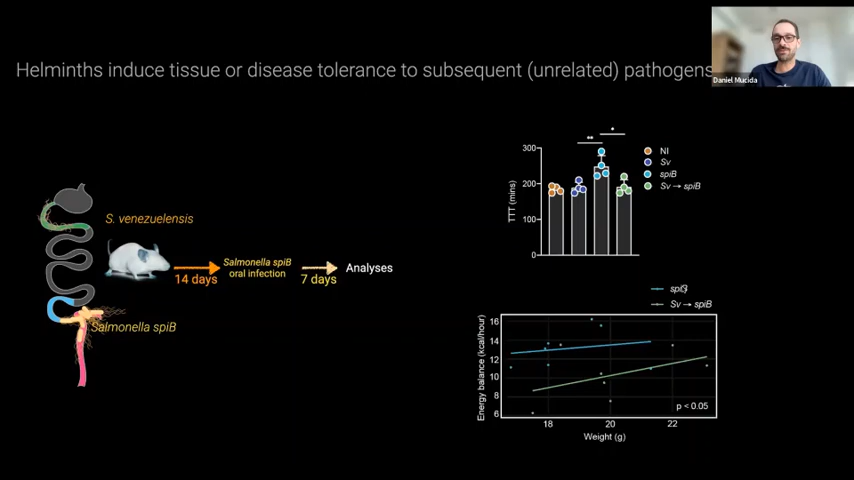 Helminths induce tissue or disease tolerance to subsequent (unrelated) pathogens
Daniel Mucida
S. venezuelensis
14 days
Salmonella spiB
oral infection
7 days
Analyses
Salmonella spiB
300
200
100
0
TTT (mins)
**
*
NI
Sv
spiB
Sv → spiB
Sv → spiB
16
14
12
10
8
6
Energy balance (kcal/hour)
p < 0.05
18 20 22
Weight (g)